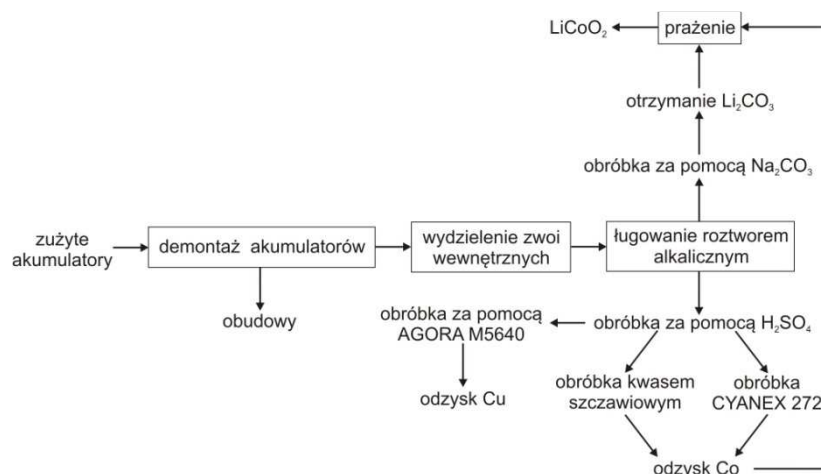 LiCoO₂
prażenie
otrzymanie Li₂CO₃
obróbka za pomocą Na₂CO₃
zużyte
akumulatory
demontaż akumulatorów
wydzielenie zwoi
wewnętrznych
ługowanie roztworem
alkalicznym
obudowy
obróbka za pomocą
AGORA M5640
obróbka za pomocą H₂SO₄
odzysk Cu
obróbka kwasem
szczawiowym
obróbka
CYANEX 272
odzysk Co